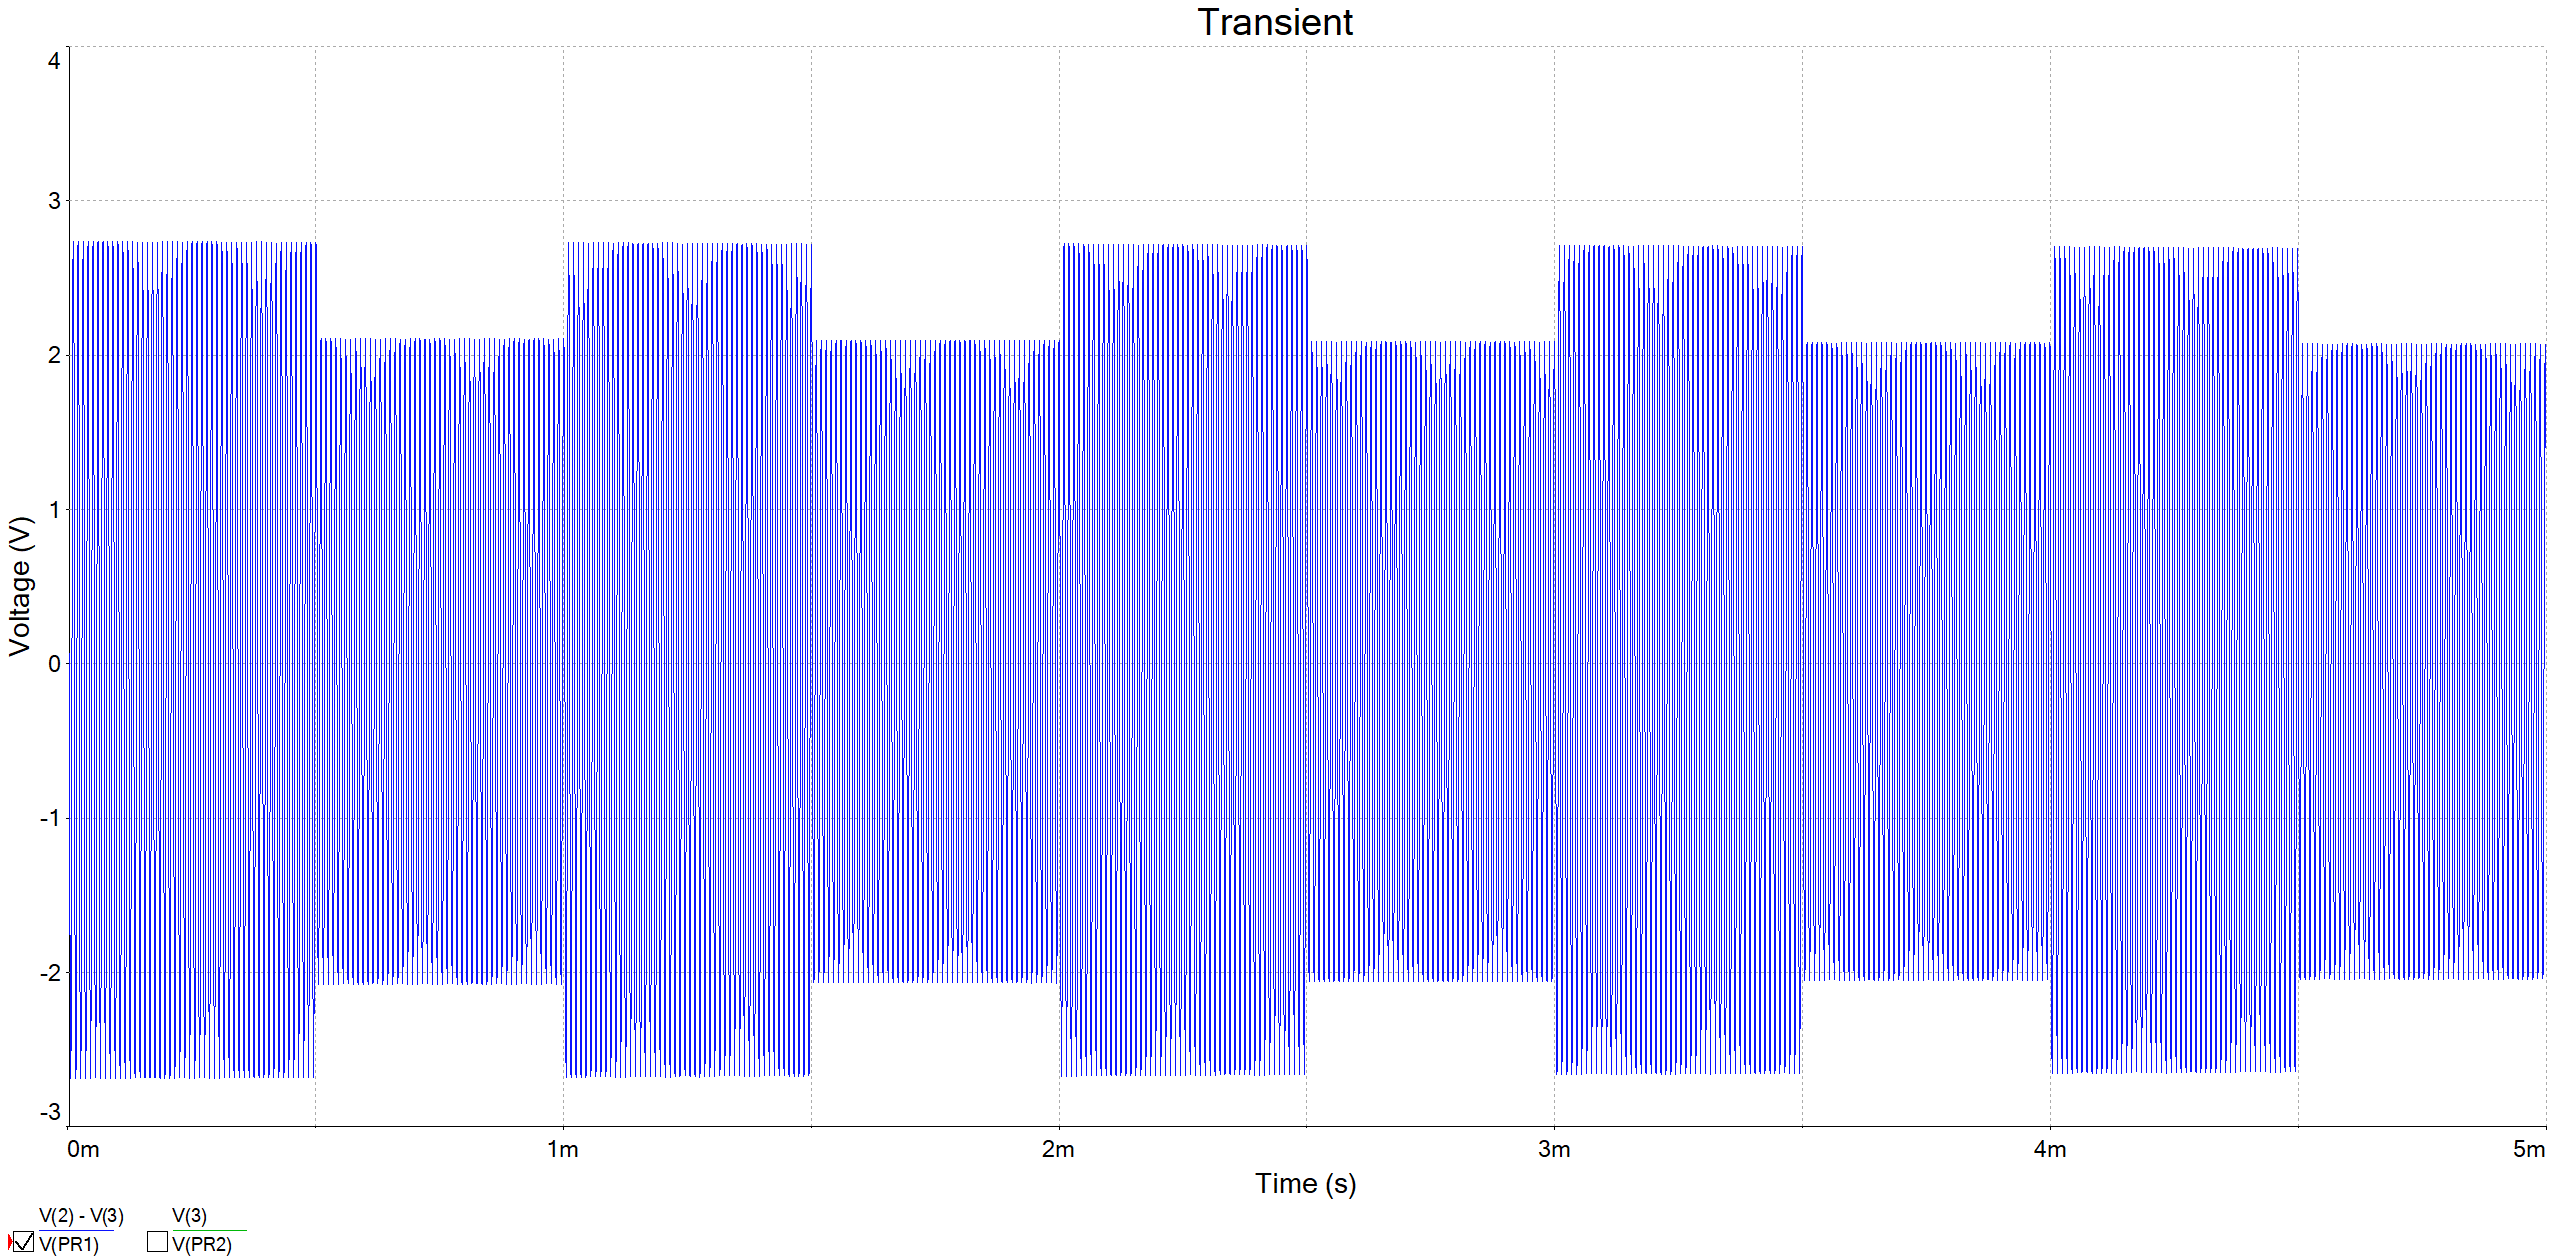 Transient
4
3
2
1
0
-1
-2
-3
Voltage (V)
0m 1m 2m 3m 4m 5m
Time (s)
V(2) - V(3) V(3)
V(PR1) V(PR2)